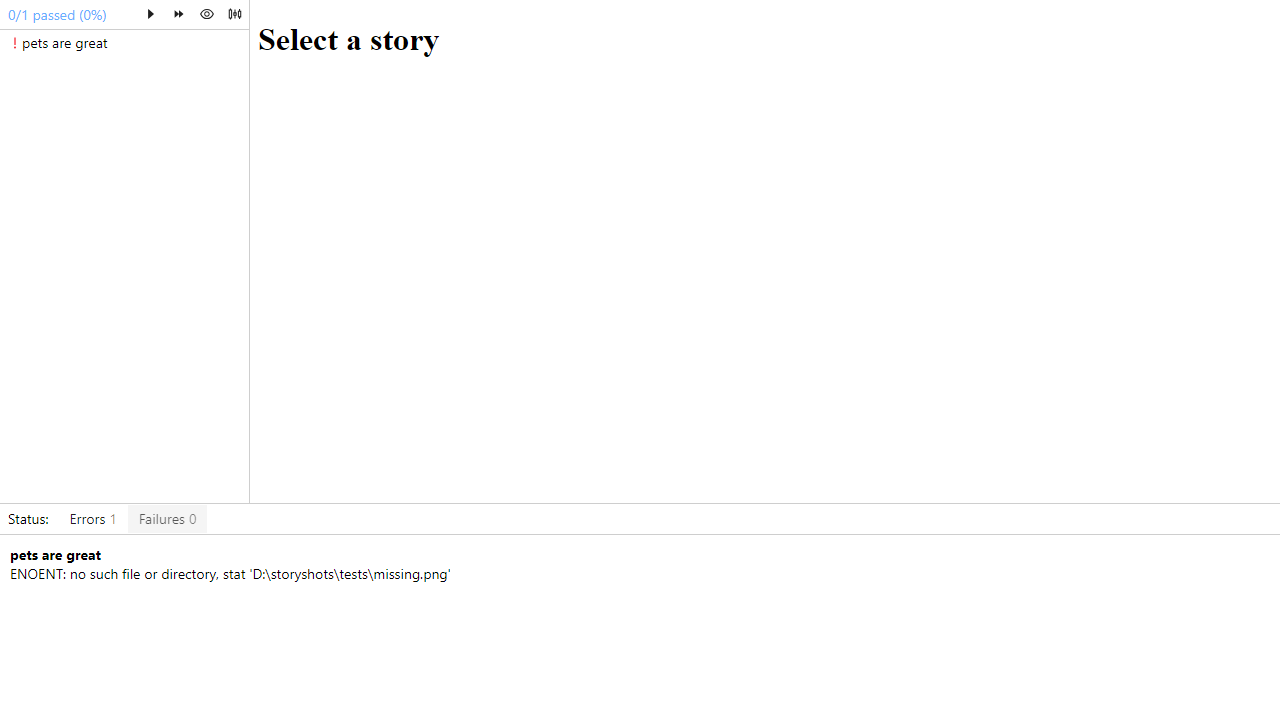 0/1 passed (0%)
! pets are great
Select a story
Status: Errors 1 Failures 0
pets are great
ENOENT: no such file or directory, stat 'D:\storyshots\tests\missing.png'